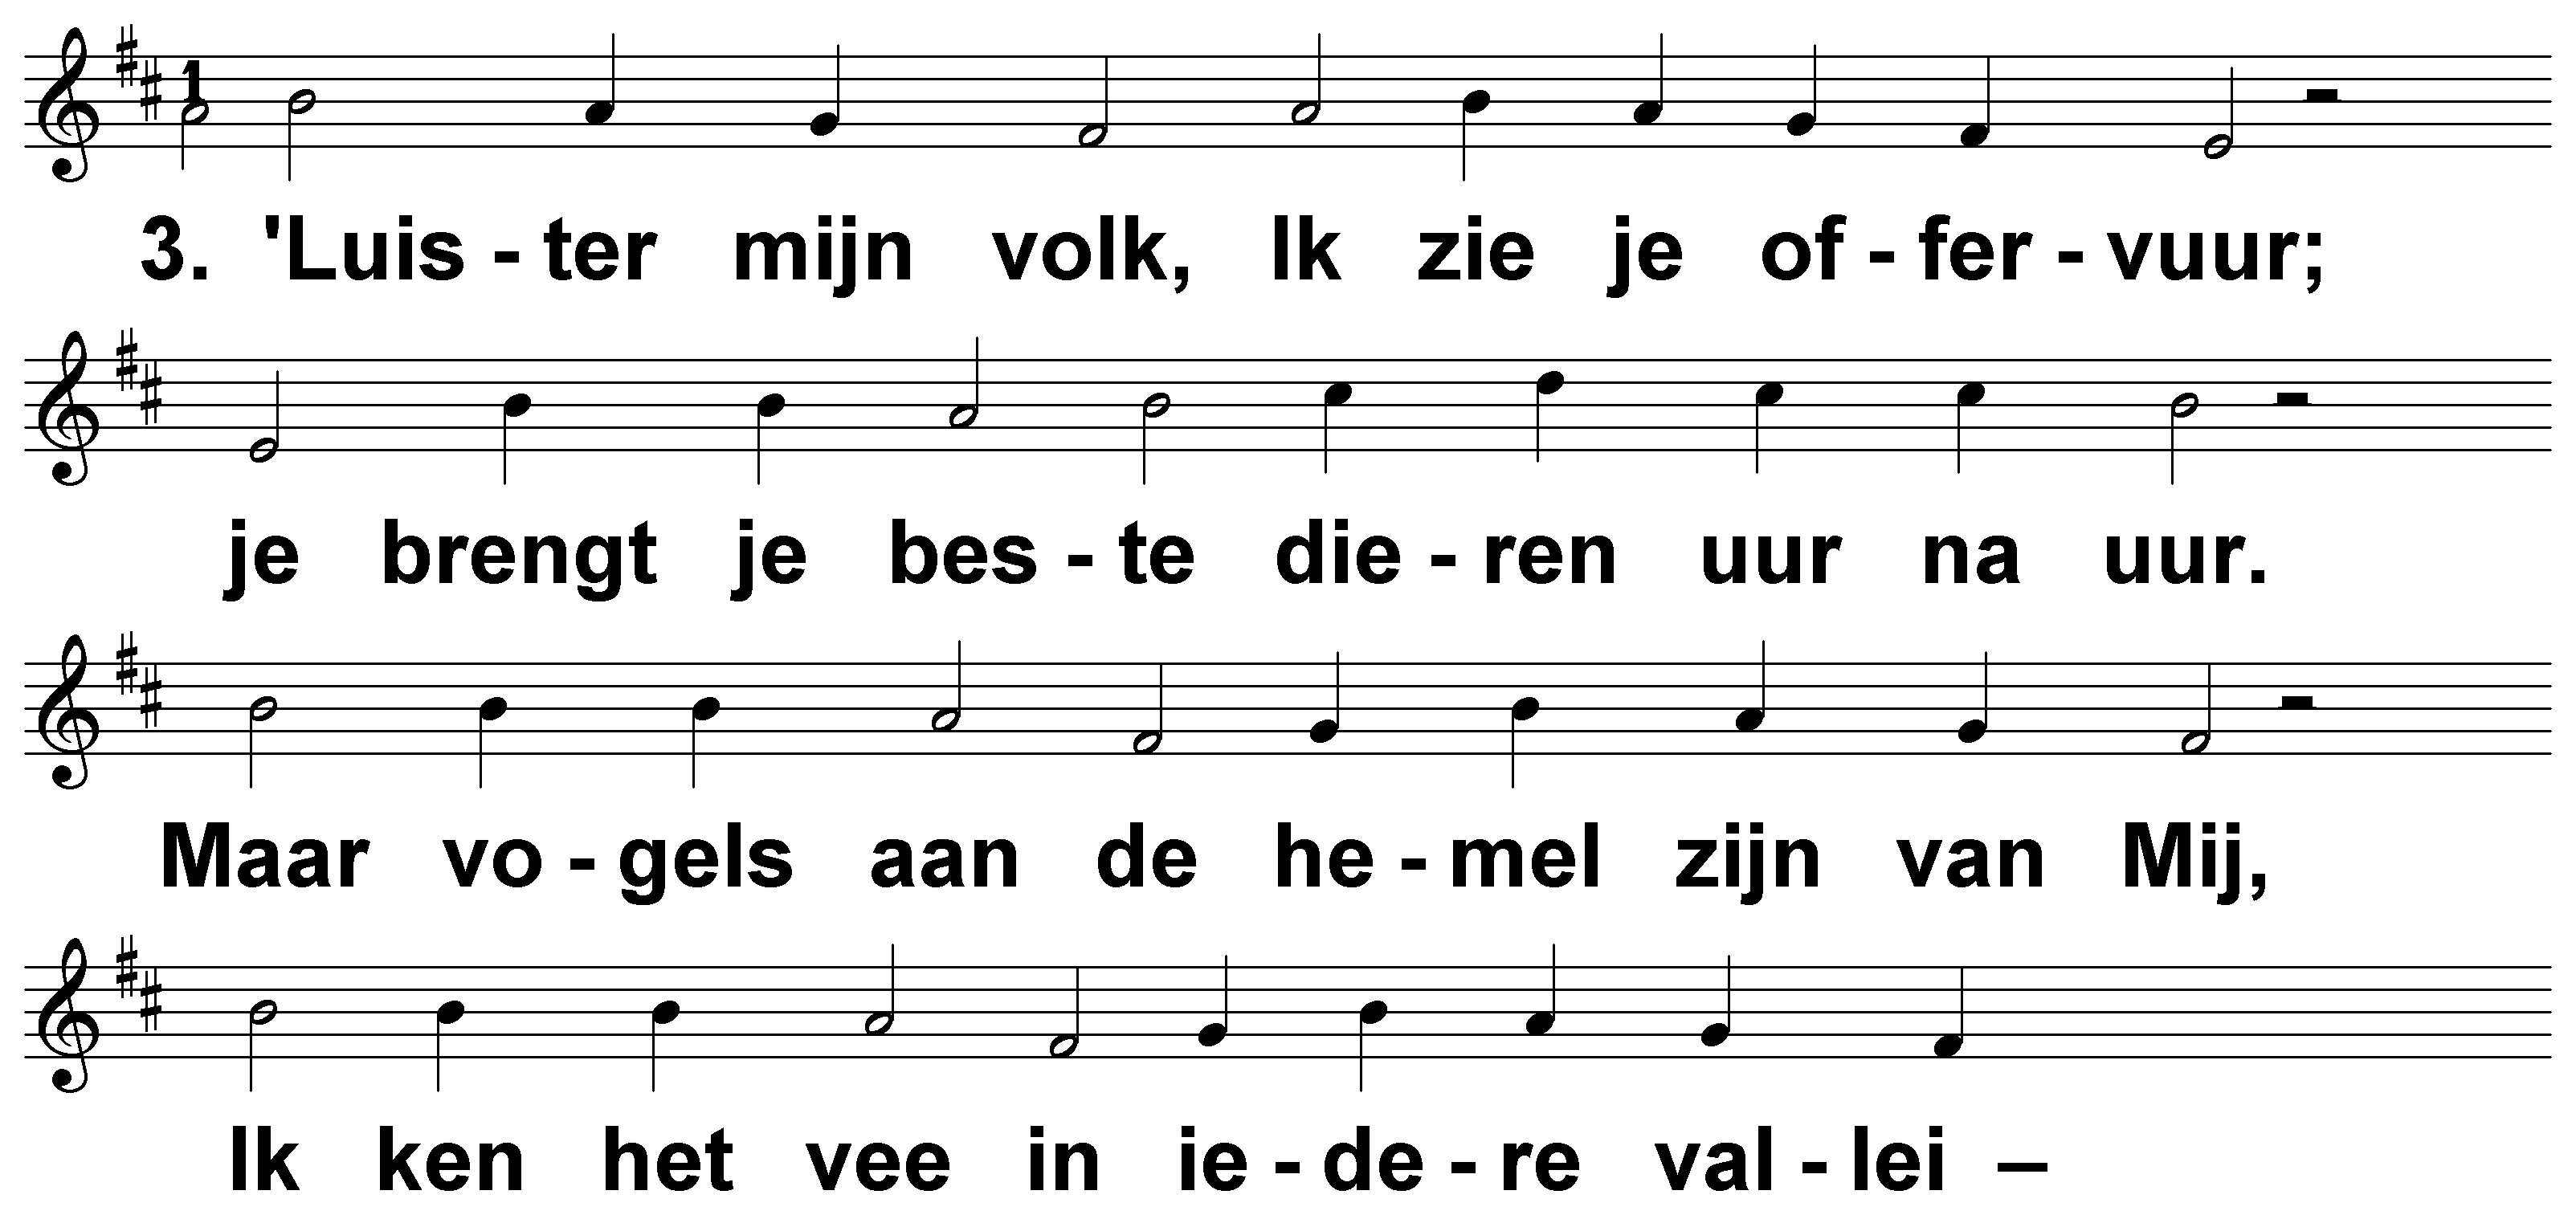 1
3. 'Luis - ter mijn volk, Ik zie je of - fer - vuur;
je brengt je bes - te die - ren uur na uur.
Maar vo - gels aan de he - mel zijn van Mij,
Ik ken het vee in ie - de - re val - lei –